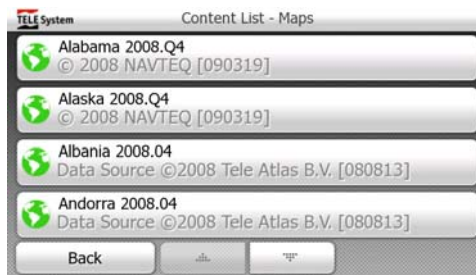 TELE System
Content List - Maps
Alabama 2008.Q4
© 2008 NAVTEQ [090319]
Alaska 2008.Q4
© 2008 NAVTEQ [090319]
Albania 2008.04
Data Source ©2008 Tele Atlas B.V. [080813]
Andorra 2008.04
Data Source ©2008 Tele Atlas B.V. [080813]
Back